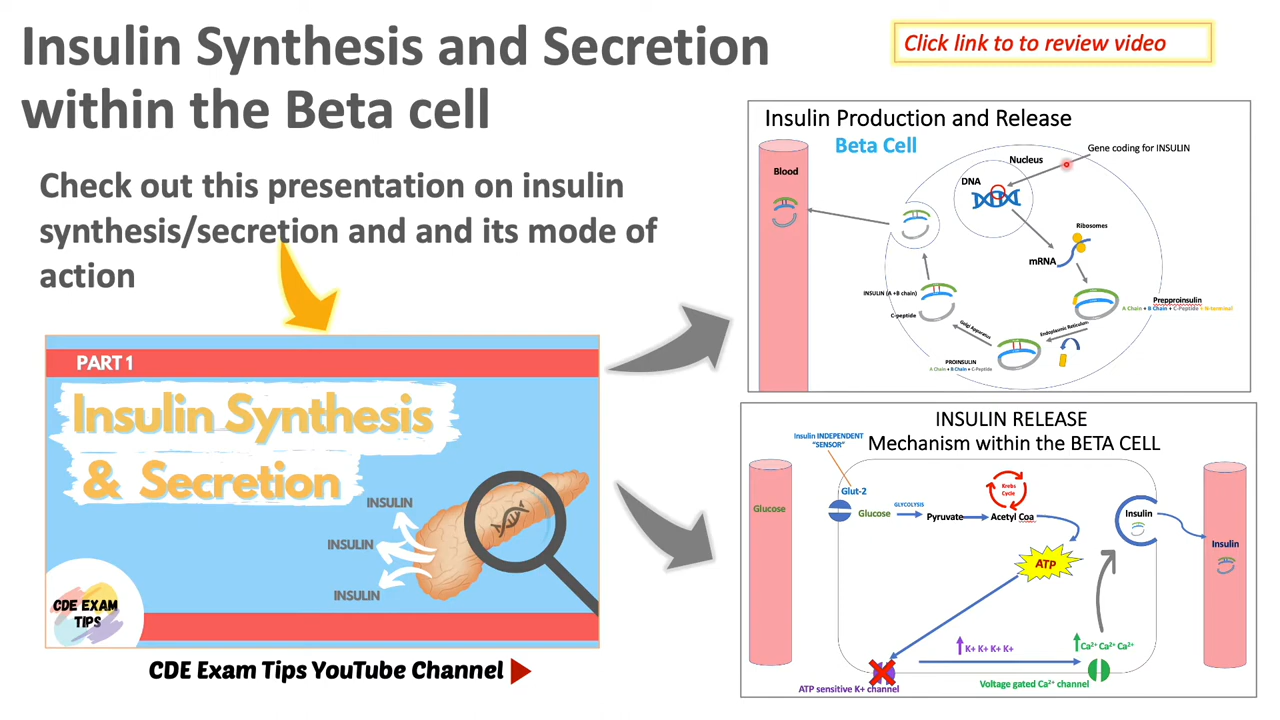 Insulin Synthesis and Secretion
within the Beta cell
Click link to to review video
Check out this presentation on insulin
synthesis/secretion and and its mode of
action
PART 1
Insulin Synthesis
& Secretion
INSULIN
INSULIN
INSULIN
CDE EXAM
TIPS
CDE Exam Tips YouTube Channel
Insulin Production and Release
Beta Cell
Blood
Nucleus
Gene coding for INSULIN
DNA
Ribosomes
mRNA
INSULIN (A +B chain)
C-peptide
Prepproinsulin
A Chain + B Chain + C-Peptide + N-terminal
Endoplasmic Reticulum
Golgi Apparatus
PROINSULIN
A Chain + B Chain + C-Peptide
INSULIN RELEASE
Mechanism within the BETA CELL
Insulin INDEPENDENT
"SENSOR"
Glut-2
Glucose
Glucose
GLYCOLYSIS
Pyruvate
Acetyl Coa
Krebs
Cycle
ATP
Insulin
Insulin
K+ K+ K+ K+
Ca²⁺ Ca²⁺ Ca²⁺
ATP sensitive K+ channel
Voltage gated Ca²⁺ channel